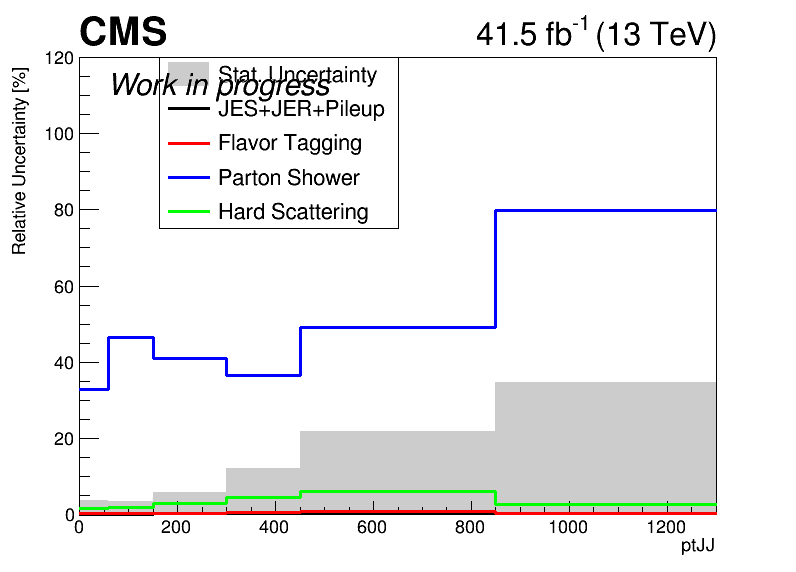 CMS 41.5 fb⁻¹ (13 TeV)
Work in progress
Stat. Uncertainty
JES+JER+Pileup
Flavor Tagging
Parton Shower
Hard Scattering
Relative Uncertainty [%]
120
100
80
60
40
20
0
0 200 400 600 800 1000 1200
ptJJ